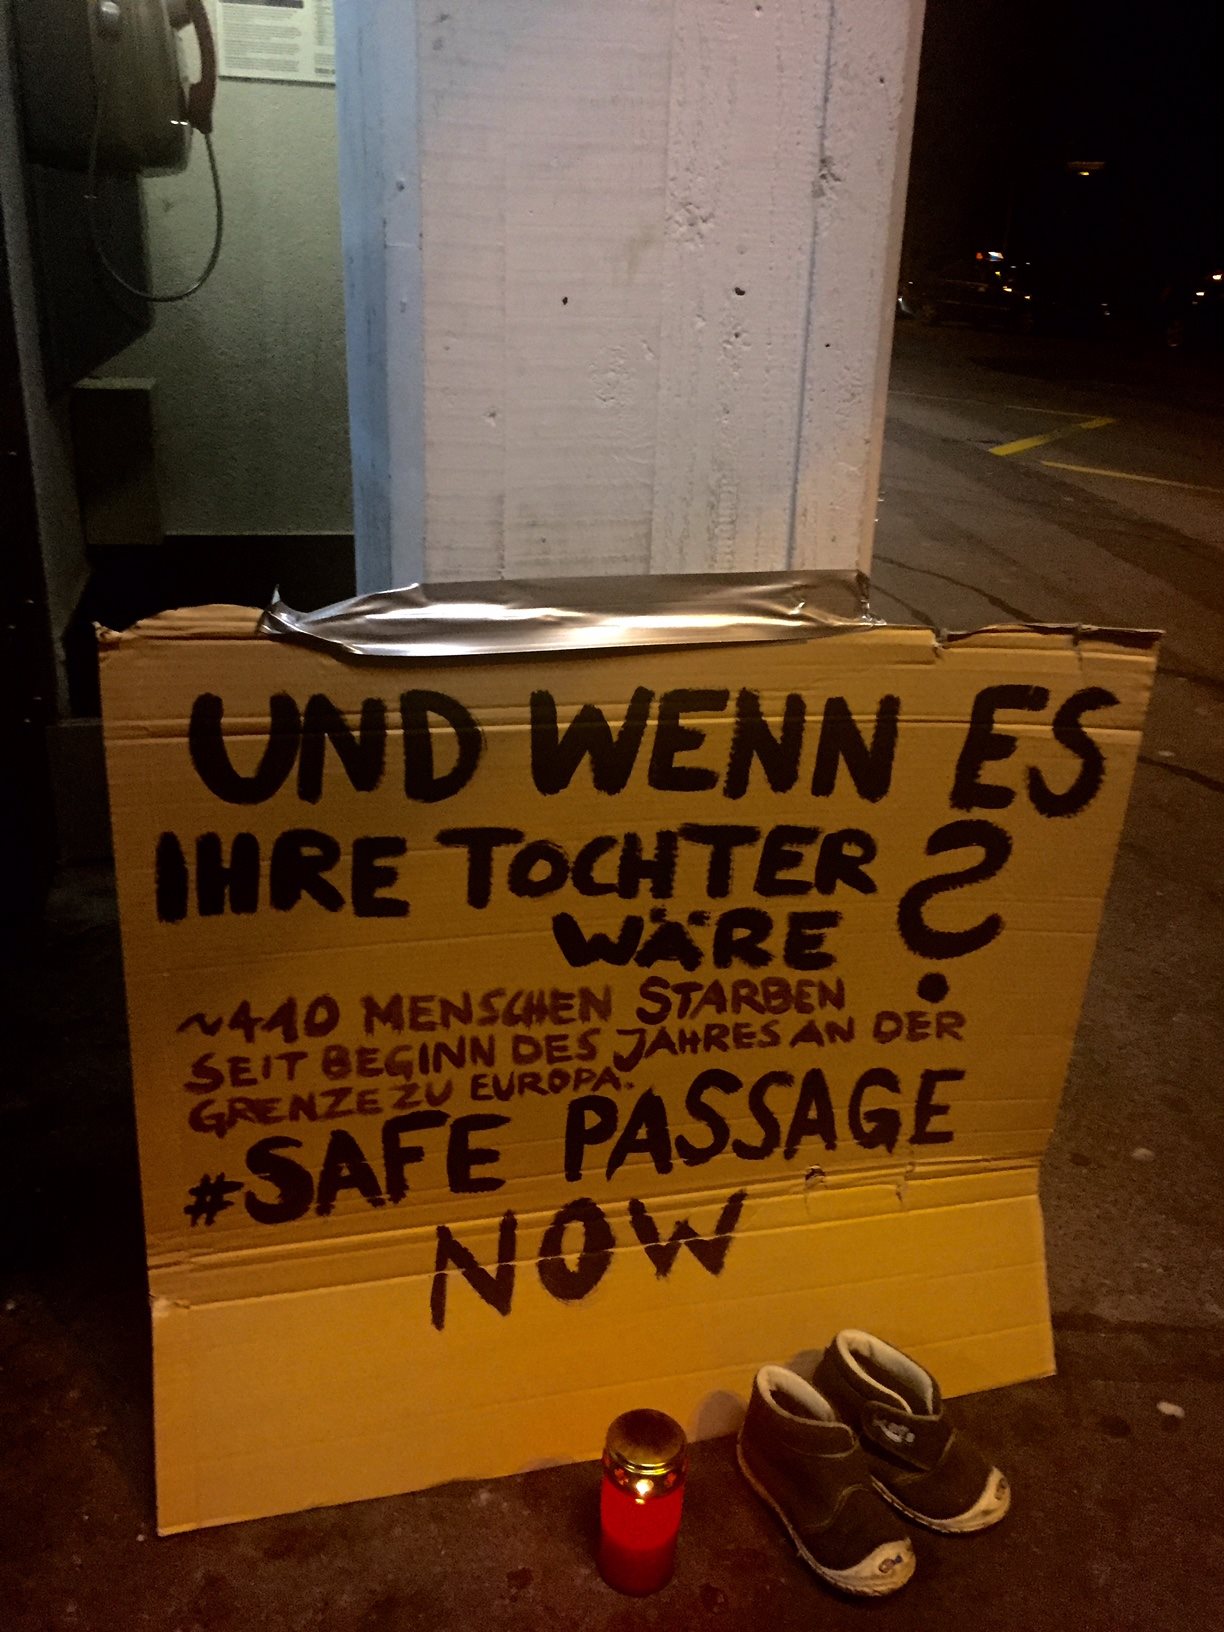 UND WENN ES
IHRE TOCHTER
WÄRE ?
~440 MENSCHEN STARBEN
SEIT BEGINN DES JAHRES AN DER
GRENZE ZU EUROPA.
#SAFE PASSAGE
NOW